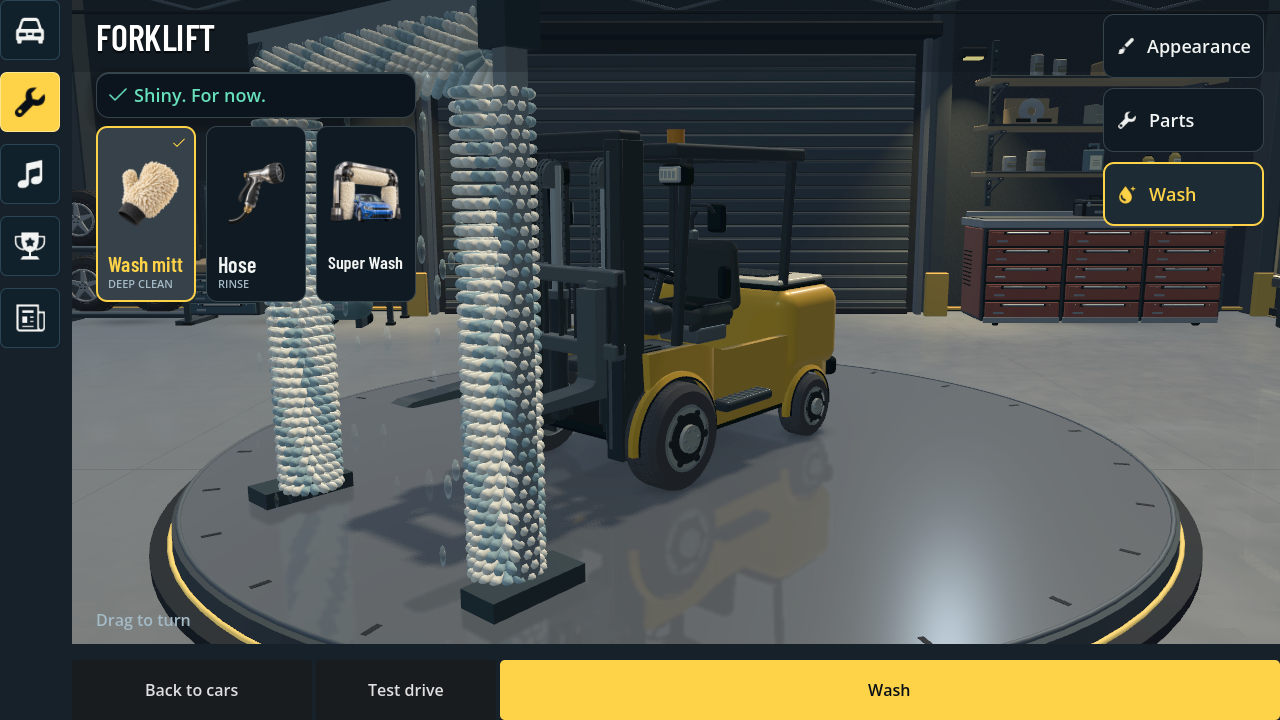 FORKLIFT
Shiny. For now.
Wash mitt
DEEP CLEAN
Hose
RINSE
Super Wash
Appearance
Parts
Wash
Drag to turn
Back to cars
Test drive
Wash